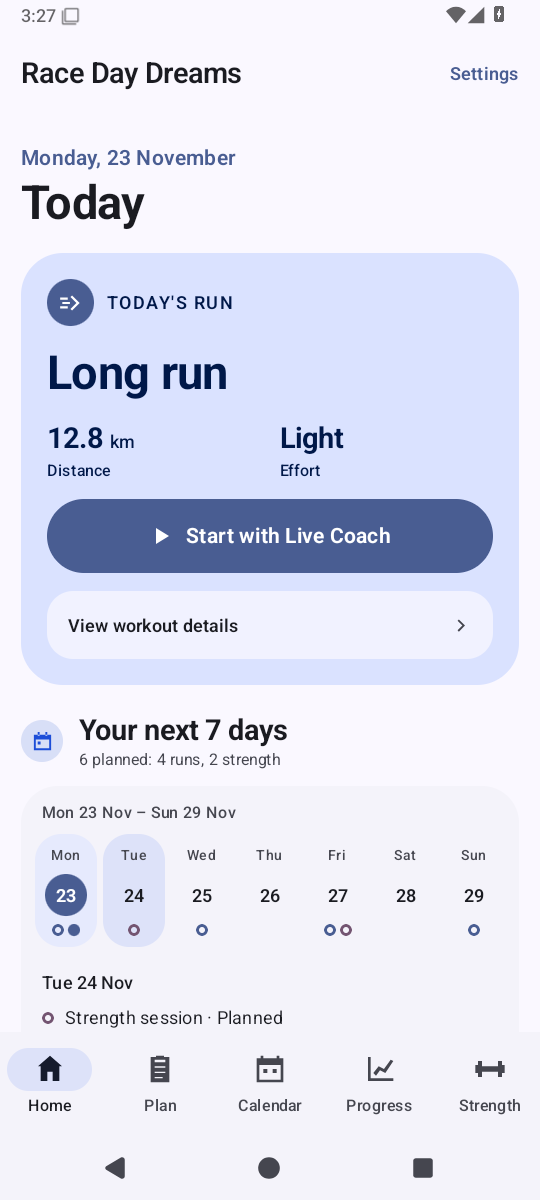 3:27
Race Day Dreams
Settings
Monday, 23 November
Today
TODAY'S RUN
Long run
12.8 km
Light
Distance
Effort
Start with Live Coach
View workout details
Your next 7 days
6 planned: 4 runs, 2 strength
Mon 23 Nov – Sun 29 Nov
Mon Tue Wed Thu Fri Sat Sun
23 24 25 26 27 28 29
Tue 24 Nov
Strength session · Planned
Home Plan Calendar Progress Strength